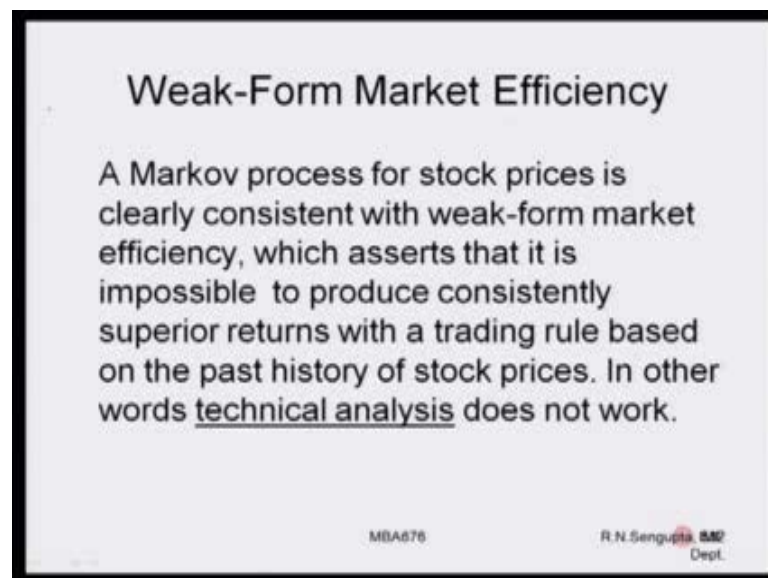 Weak-Form Market Efficiency
A Markov process for stock prices is
clearly consistent with weak-form market
efficiency, which asserts that it is
impossible to produce consistently
superior returns with a trading rule based
on the past history of stock prices. In other
words technical analysis does not work.
MBA676
R.N.Sengupta,
Dept.